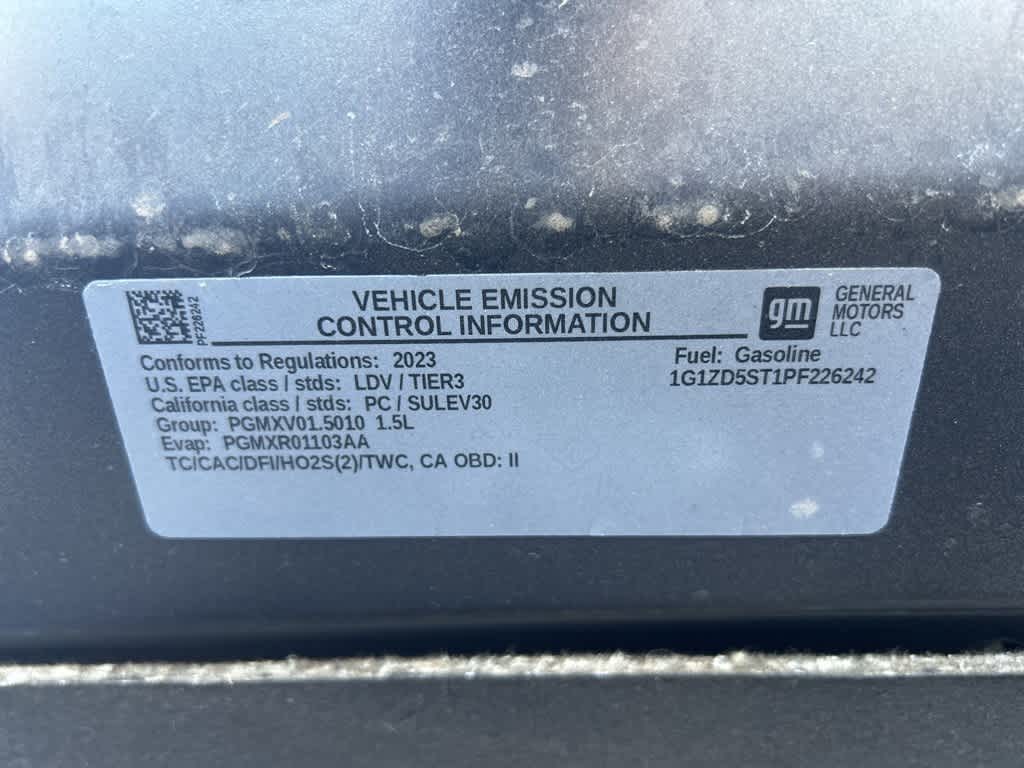 PF226242
VEHICLE EMISSION
CONTROL INFORMATION
gm
GENERAL
MOTORS
LLC
Conforms to Regulations: 2023
U.S. EPA class / stds: LDV / TIER3
California class / stds: PC / SULEV30
Group: PGMXV01.5010 1.5L
Evap: PGMXR01103AA
TC/CAC/DFI/HO2S(2)/TWC, CA OBD: II
Fuel: Gasoline
1G1ZD5ST1PF226242